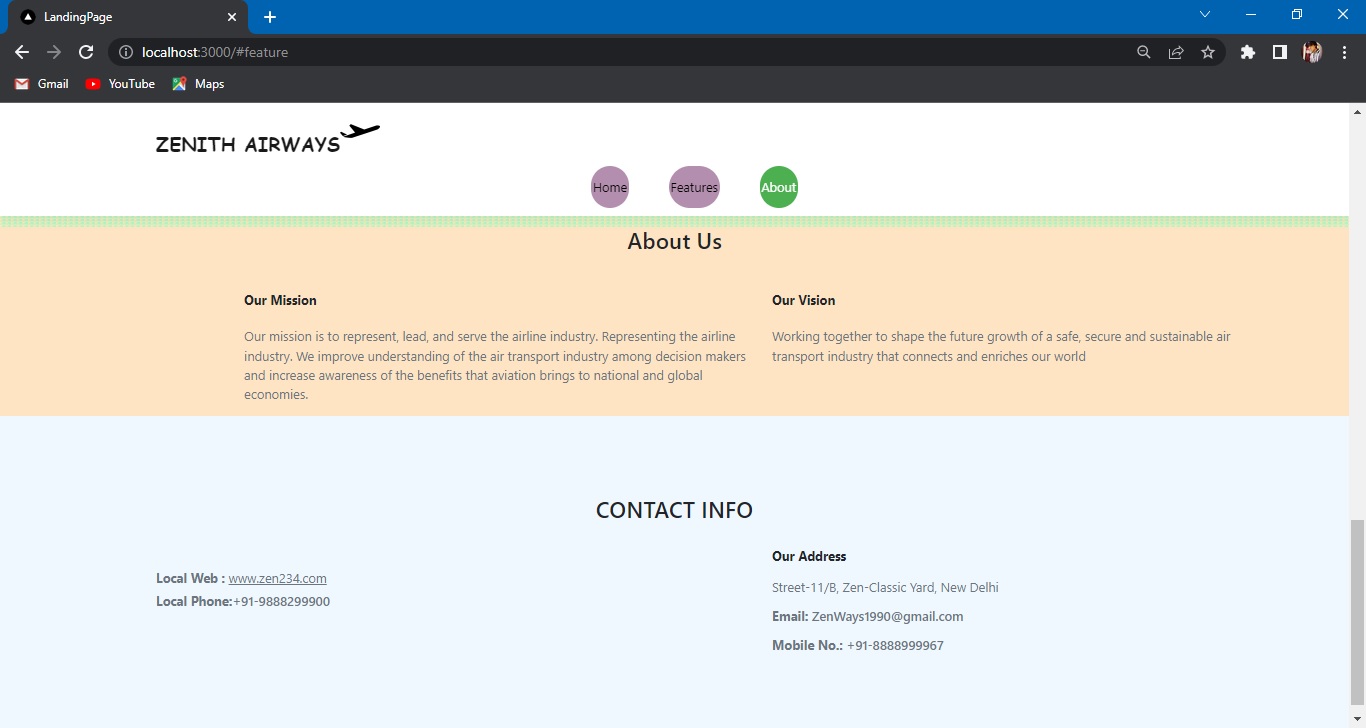 LandingPage
localhost:3000/#feature
Gmail YouTube Maps
ZENITH AIRWAYS
Home Features About
About Us
Our Mission
Our mission is to represent, lead, and serve the airline industry. Representing the airline
industry. We improve understanding of the air transport industry among decision makers
and increase awareness of the benefits that aviation brings to national and global
economies.
Our Vision
Working together to shape the future growth of a safe, secure and sustainable air
transport industry that connects and enriches our world
CONTACT INFO
Local Web : www.zen234.com
Local Phone:+91-9888299900
Our Address
Street-11/B, Zen-Classic Yard, New Delhi
Email: ZenWays1990@gmail.com
Mobile No.: +91-8888999967